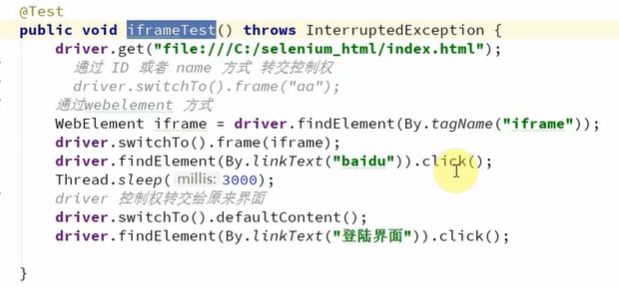 @Test
public void iframeTest() throws InterruptedException {
driver.get("file:///C:/selenium_html/index.html");
通过 ID 或者 name 方式 转交控制权
driver.switchTo().frame("aa");
通过webelement 方式
WebElement iframe = driver.findElement(By.tagName("iframe"));
driver.switchTo().frame(iframe);
driver.findElement(By.linkText("baidu")).click();
Thread.sleep( millis: 3000);
driver 控制权转交给原来界面
driver.switchTo().defaultContent();
driver.findElement(By.linkText("登陆界面")).click();
}